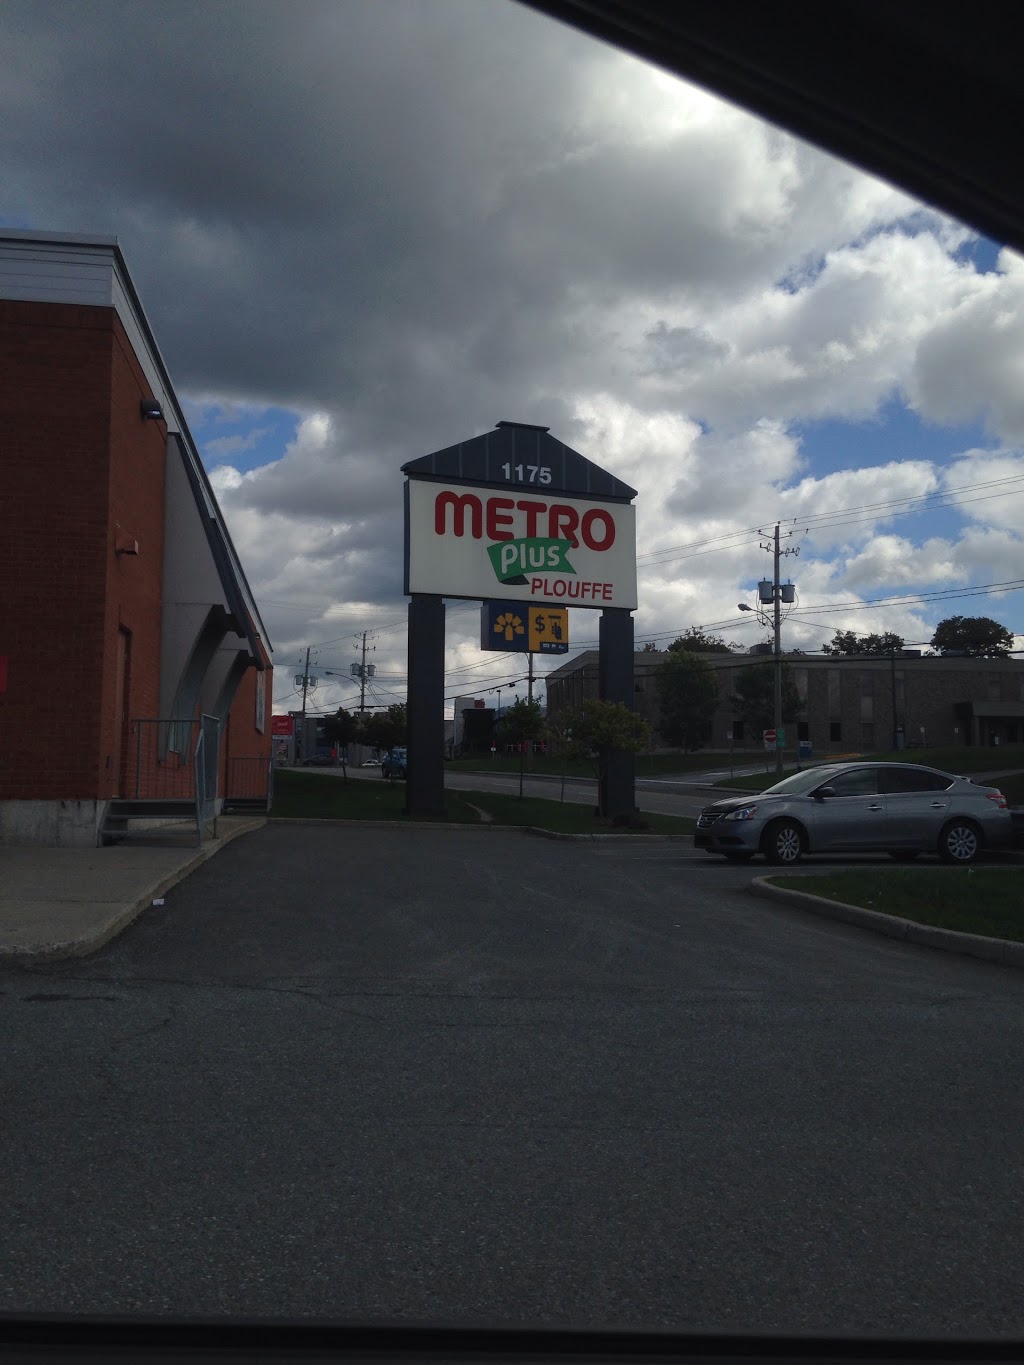 1175
METRO
Plus
PLOUFFE
$